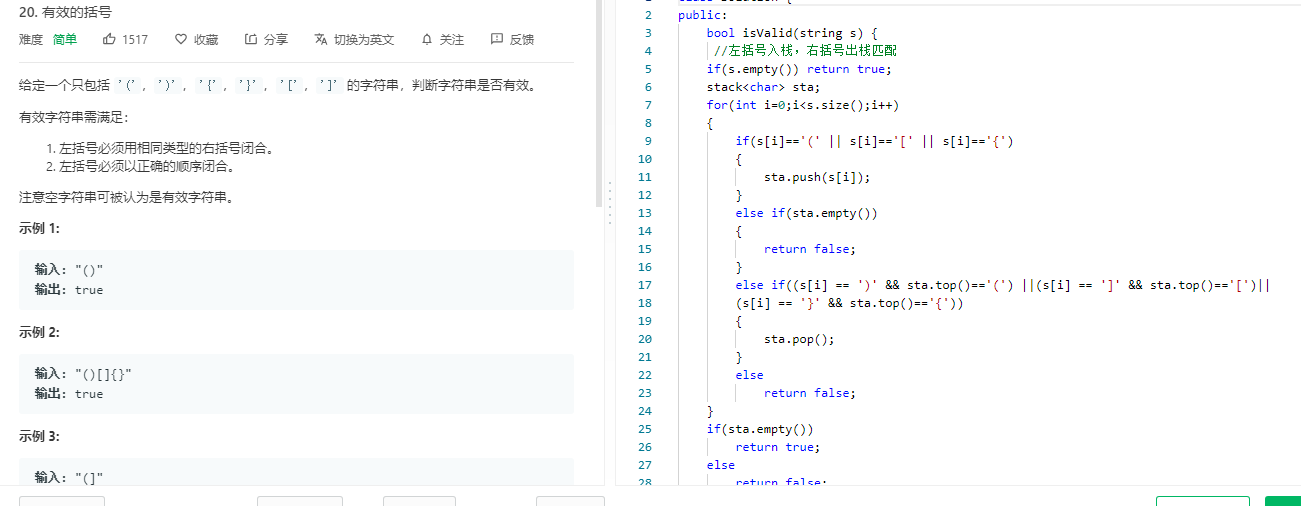 20. 有效的括号
难度 简单 1517 收藏 分享 切换为英文 关注 反馈
给定一个只包括 '('，')'，'{'，'}'，'['，']' 的字符串，判断字符串是否有效。
有效字符串需满足：
1. 左括号必须用相同类型的右括号闭合。
2. 左括号必须以正确的顺序闭合。
注意空字符串可被认为是有效字符串。
示例 1:
输入: "()"
输出: true
示例 2:
输入: "()[]{}"
输出: true
示例 3:
输入: "(]"
2 public:
3 bool isValid(string s) {
4 //左括号入栈，右括号出栈匹配
5 if(s.empty()) return true;
6 stack<char> sta;
7 for(int i=0;i<s.size();i++)
8 {
9 if(s[i]=='(' || s[i]=='[' || s[i]=='{')
10 {
11 sta.push(s[i]);
12 }
13 else if(sta.empty())
14 {
15 return false;
16 }
17 else if((s[i] == ')' && sta.top()=='(') ||(s[i] == ']' && sta.top()=='[')||
18 (s[i] == '}' && sta.top()=='{'))
19 {
20 sta.pop();
21 }
22 else
23 return false;
24 }
25 if(sta.empty())
26 return true;
27 else
28 return false;